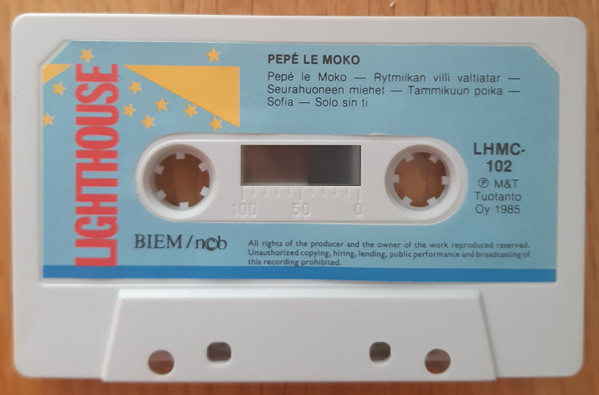 LIGHTHOUSE
PEPÉ LE MOKO
Pepé le Moko — Rytmiikan villi valtiatar —
Seurahuoneen miehet — Tammikuun poika —
Sofia — Solo sin ti
LHMC-
102
Ⓟ M&T
Tuotanto
Oy 1985
100 50 0
BIEM/ncb
All rights of the producer and the owner of the work reproduced reserved.
Unauthorized copying, hiring, lending, public performance and broadcasting of
this recording prohibited.